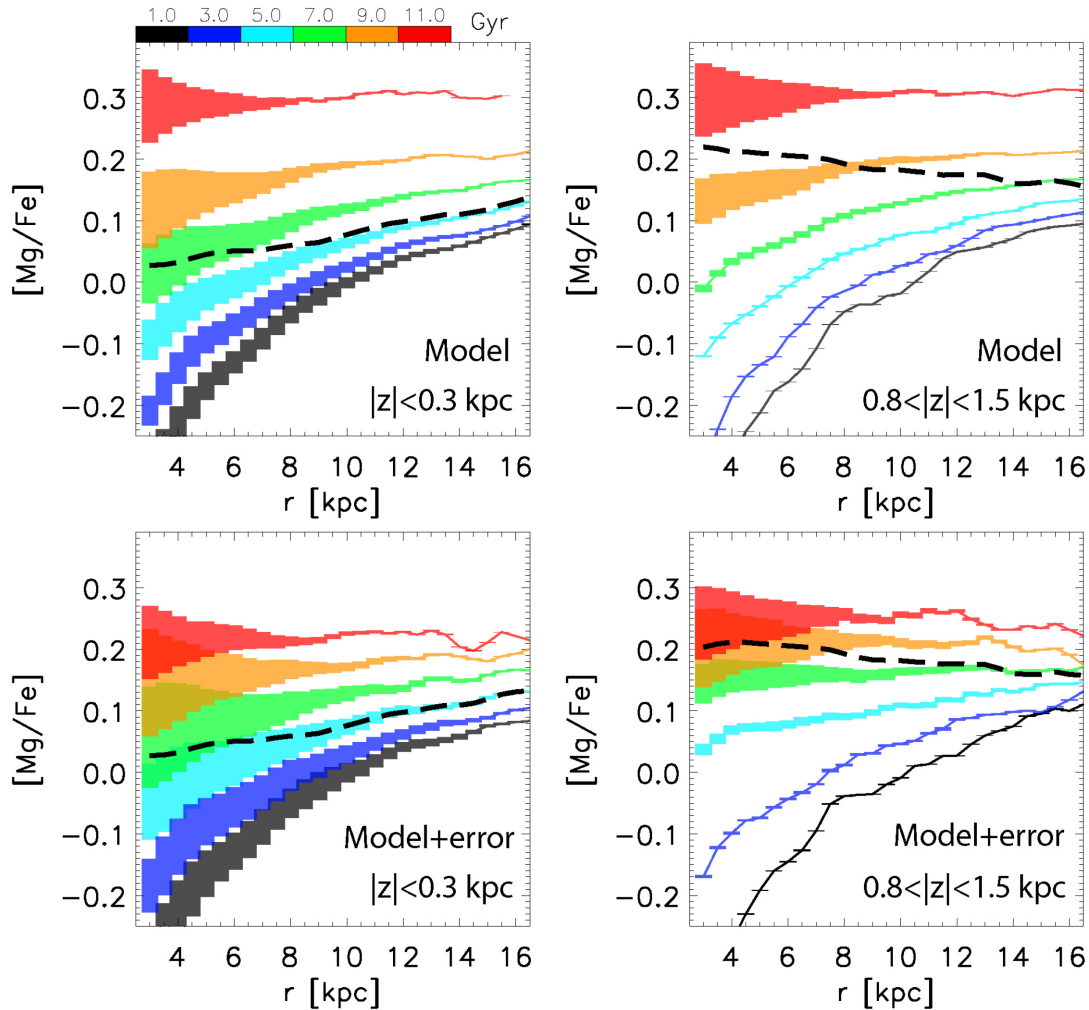 1.0 3.0 5.0 7.0 9.0 11.0 Gyr
0.3
0.2
0.1
0.0
−0.1
−0.2
[Mg/Fe]
Model
|z|<0.3 kpc
4 6 8 10 12 14 16
r [kpc]
0.3
0.2
0.1
0.0
−0.1
−0.2
[Mg/Fe]
Model
0.8<|z|<1.5 kpc
4 6 8 10 12 14 16
r [kpc]
0.3
0.2
0.1
0.0
−0.1
−0.2
[Mg/Fe]
Model+error
|z|<0.3 kpc
4 6 8 10 12 14 16
r [kpc]
0.3
0.2
0.1
0.0
−0.1
−0.2
[Mg/Fe]
Model+error
0.8<|z|<1.5 kpc
4 6 8 10 12 14 16
r [kpc]